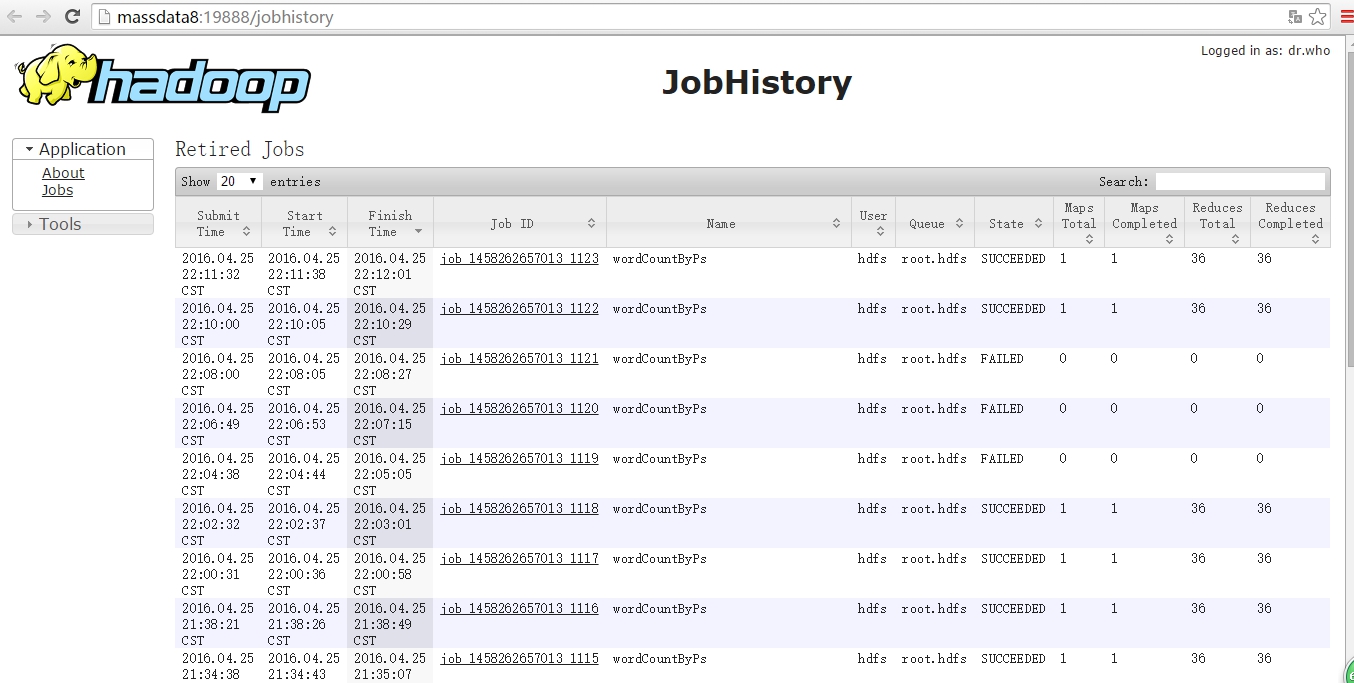 massdata8:19888/jobhistory
Logged in as: dr.who
hadoop
JobHistory
Application
About
Jobs
Tools
Retired Jobs
Show 20 entries Search:
Submit Time Start Time Finish Time Job ID Name User Queue State Maps Total Maps Completed Reduces Total Reduces Completed
2016.04.25 22:11:32 CST 2016.04.25 22:11:38 CST 2016.04.25 22:12:01 CST job_1458262657013_1123 wordCountByPs hdfs root.hdfs SUCCEEDED 1 1 36 36
2016.04.25 22:10:00 CST 2016.04.25 22:10:05 CST 2016.04.25 22:10:29 CST job_1458262657013_1122 wordCountByPs hdfs root.hdfs SUCCEEDED 1 1 36 36
2016.04.25 22:08:00 CST 2016.04.25 22:08:05 CST 2016.04.25 22:08:27 CST job_1458262657013_1121 wordCountByPs hdfs root.hdfs FAILED 0 0 0 0
2016.04.25 22:06:49 CST 2016.04.25 22:06:53 CST 2016.04.25 22:07:15 CST job_1458262657013_1120 wordCountByPs hdfs root.hdfs FAILED 0 0 0 0
2016.04.25 22:04:38 CST 2016.04.25 22:04:44 CST 2016.04.25 22:05:05 CST job_1458262657013_1119 wordCountByPs hdfs root.hdfs FAILED 0 0 0 0
2016.04.25 22:02:32 CST 2016.04.25 22:02:37 CST 2016.04.25 22:03:01 CST job_1458262657013_1118 wordCountByPs hdfs root.hdfs SUCCEEDED 1 1 36 36
2016.04.25 22:00:31 CST 2016.04.25 22:00:36 CST 2016.04.25 22:00:58 CST job_1458262657013_1117 wordCountByPs hdfs root.hdfs SUCCEEDED 1 1 36 36
2016.04.25 21:38:21 CST 2016.04.25 21:38:26 CST 2016.04.25 21:38:49 CST job_1458262657013_1116 wordCountByPs hdfs root.hdfs SUCCEEDED 1 1 36 36
2016.04.25 21:34:38 2016.04.25 21:34:43 2016.04.25 21:35:07 job_1458262657013_1115 wordCountByPs hdfs root.hdfs SUCCEEDED 1 1 36 36